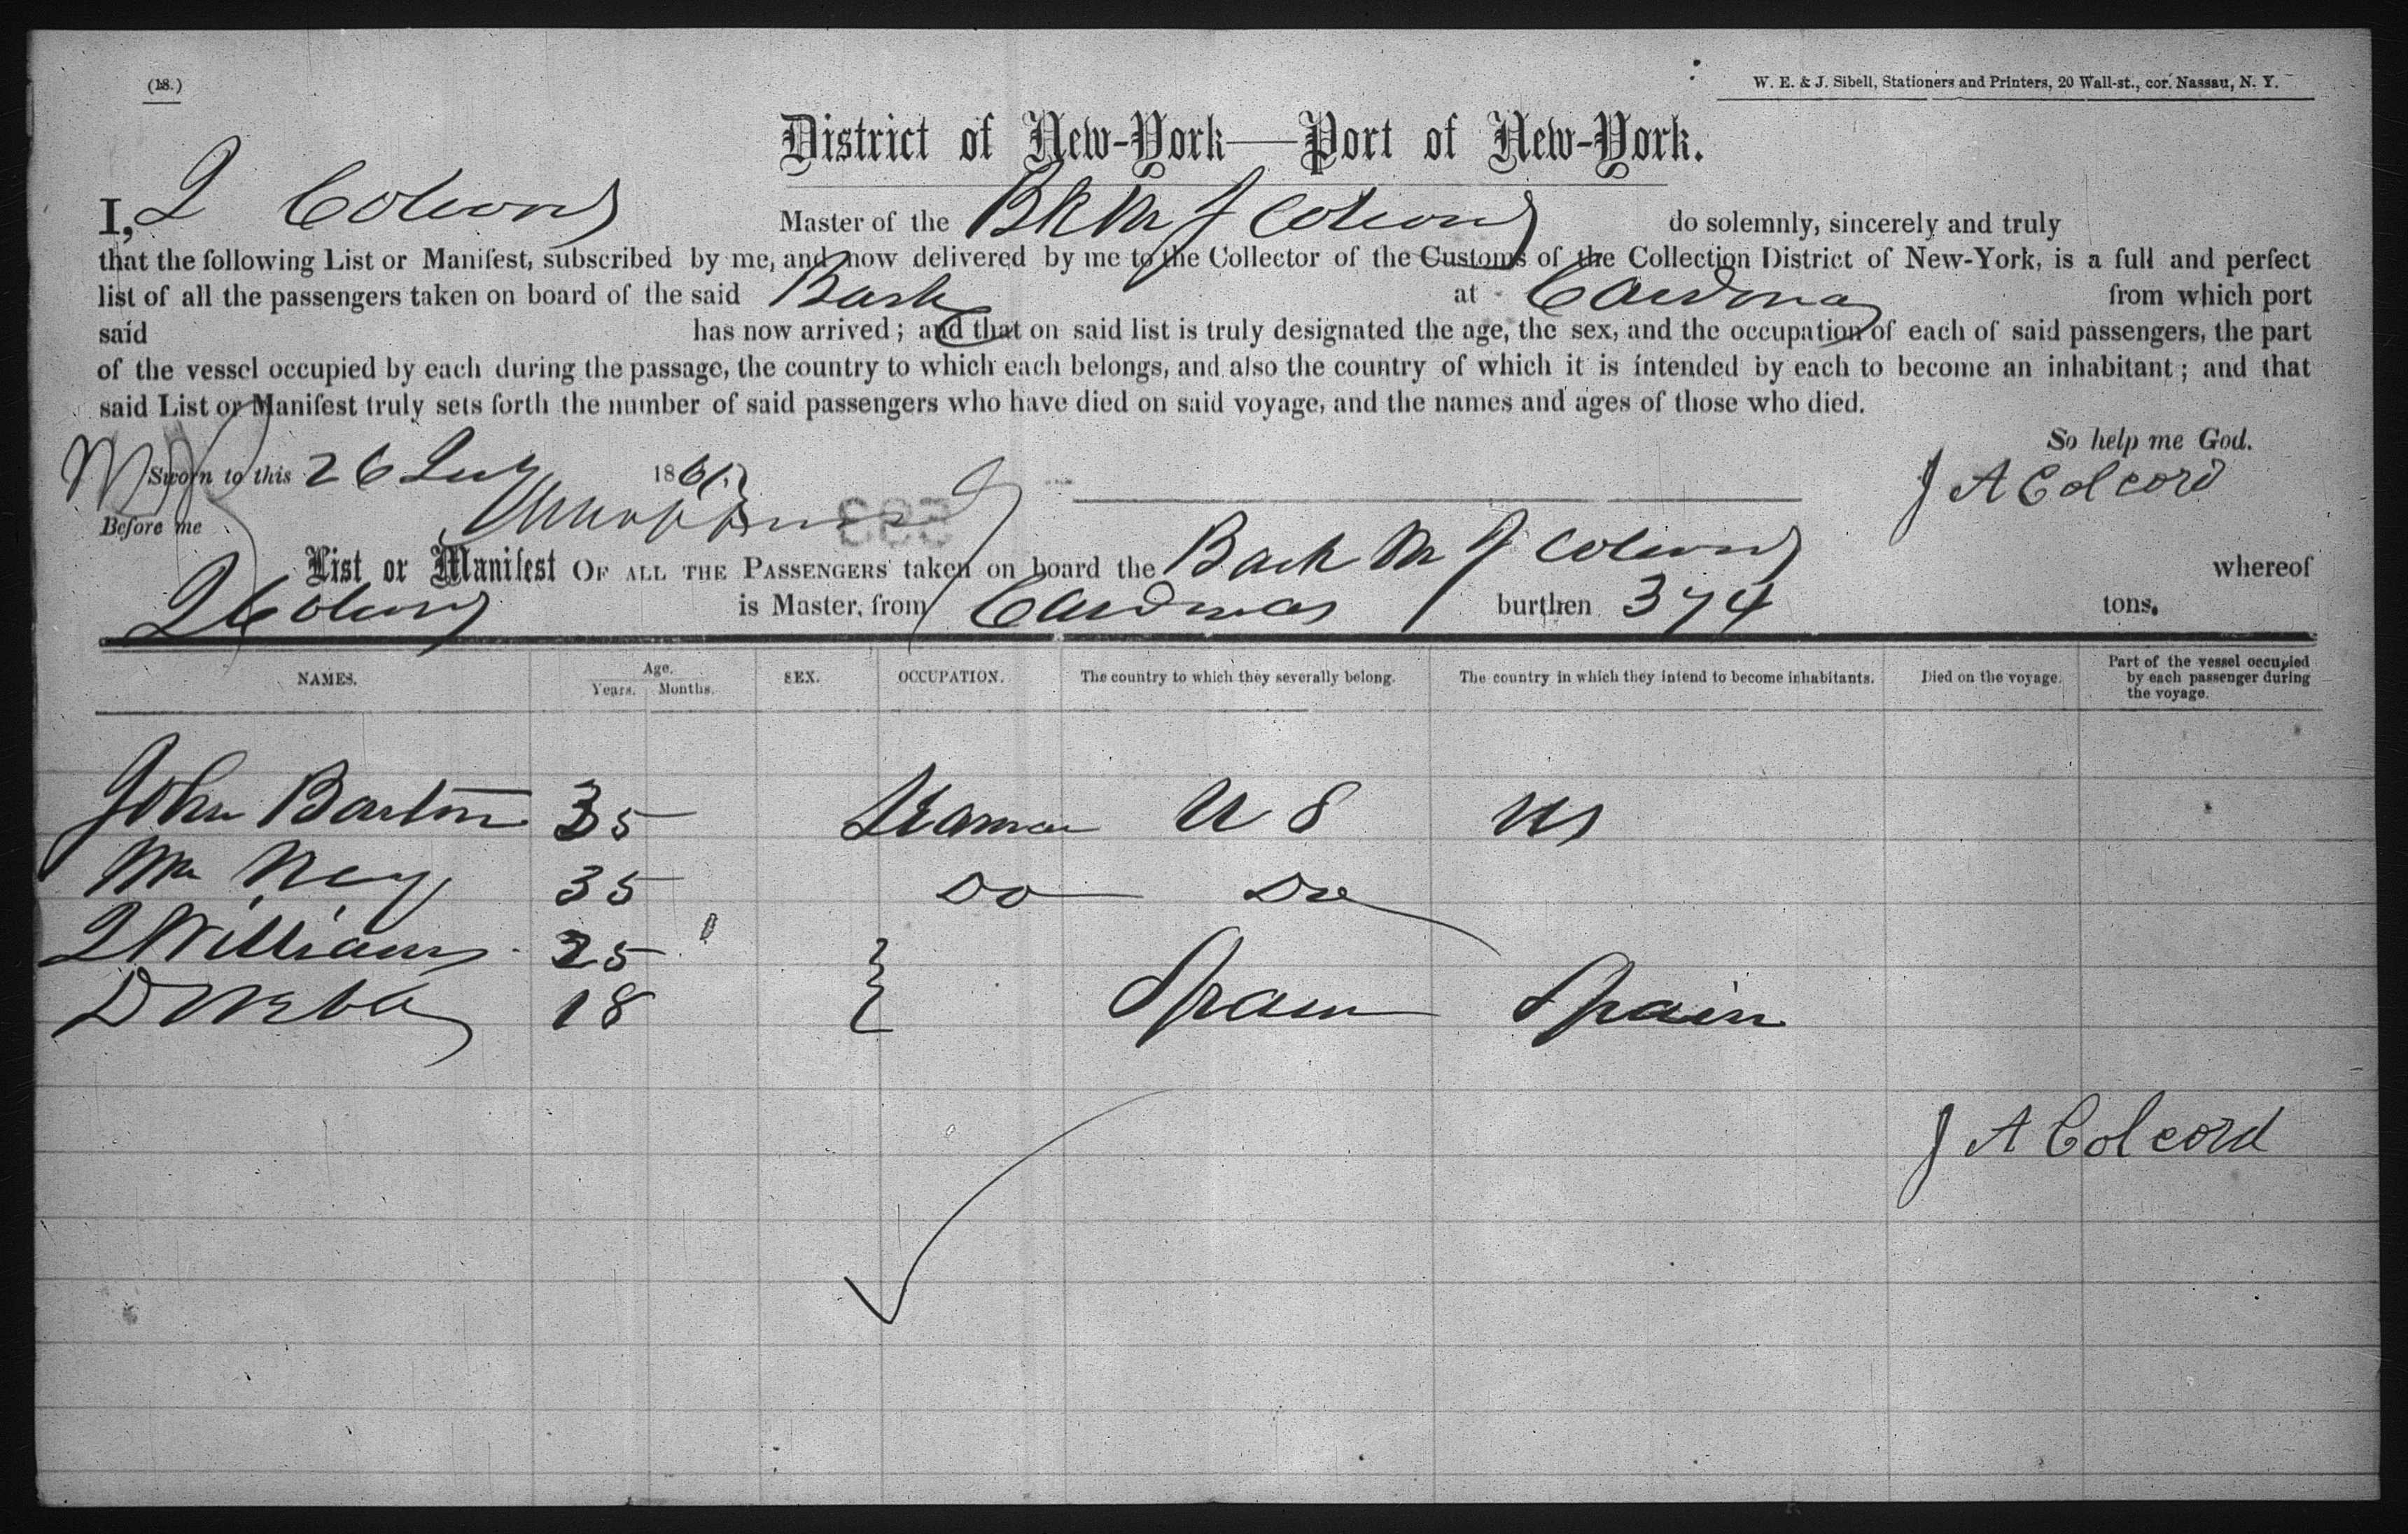 (18.)
W. E. & J. Sibell, Stationers and Printers, 20 Wall-st., cor. Nassau, N. Y.
District of New-York—Port of New-York.
I, J Colcord Master of the Bk M J Colcord do solemnly, sincerely and truly
that the following List or Manifest, subscribed by me, and now delivered by me to the Collector of the Customs of the Collection District of New-York, is a full and perfect
list of all the passengers taken on board of the said Bark at Cardenas from which port
said has now arrived; and that on said list is truly designated the age, the sex, and the occupation of each of said passengers, the part
of the vessel occupied by each during the passage, the country to which each belongs, and also the country of which it is intended by each to become an inhabitant; and that
said List or Manifest truly sets forth the number of said passengers who have died on said voyage, and the names and ages of those who died.
So help me God.
Sworn to this 26 July 1861 J A Colcord
Before me
583
List or Manifest OF ALL THE PASSENGERS taken on board the Bark M J Colcord whereof
J Colcord is Master, from Cardenas burthen 374 tons.
NAMES. Age. Years. Months. SEX. OCCUPATION. The country to which they severally belong. The country in which they intend to become inhabitants. Died on the voyage. Part of the vessel occupied by each passenger during the voyage.
John Barton 35 Seaman U S US
Wm Ney 35 Do Do
J Williams 25
D 18 Spain Spain
J A Colcord